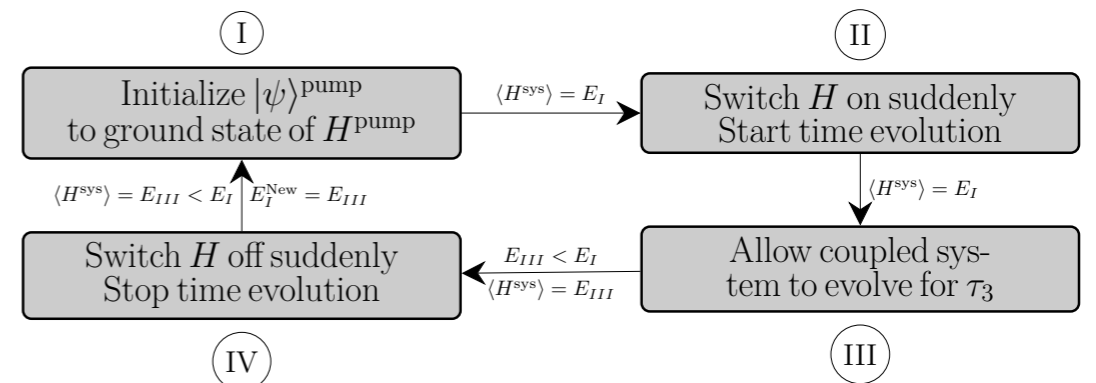 I
II
Initialize |ψ⟩^pump
to ground state of H^pump
⟨H^sys⟩ = E_I
Switch H on suddenly
Start time evolution
⟨H^sys⟩ = E_III < E_I
E_I^New = E_III
⟨H^sys⟩ = E_I
Switch H off suddenly
Stop time evolution
E_III < E_I
⟨H^sys⟩ = E_III
Allow coupled sys-
tem to evolve for τ_3
IV
III